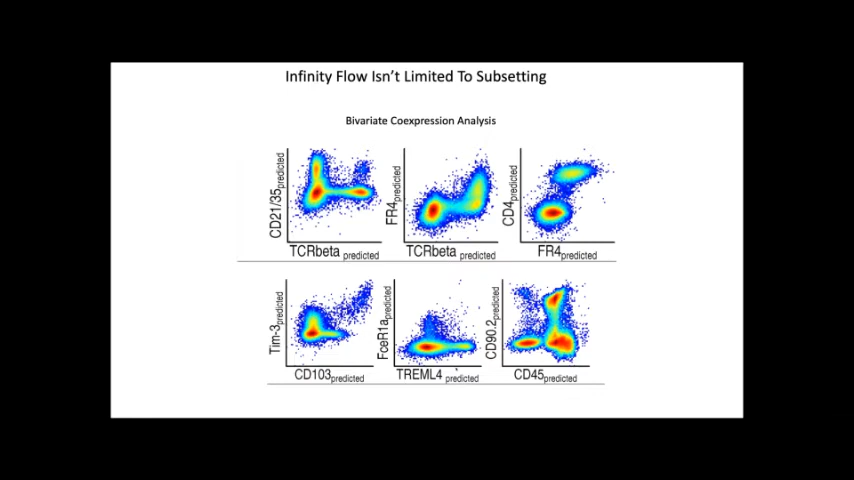 Infinity Flow Isn't Limited To Subsetting
Bivariate Coexpression Analysis
CD21/35predicted
TCRbeta predicted
FR4predicted
TCRbeta predicted
CD4predicted
FR4predicted
Tim-3predicted
CD103predicted
FceR1apredicted
TREML4 predicted
CD90.2predicted
CD45predicted